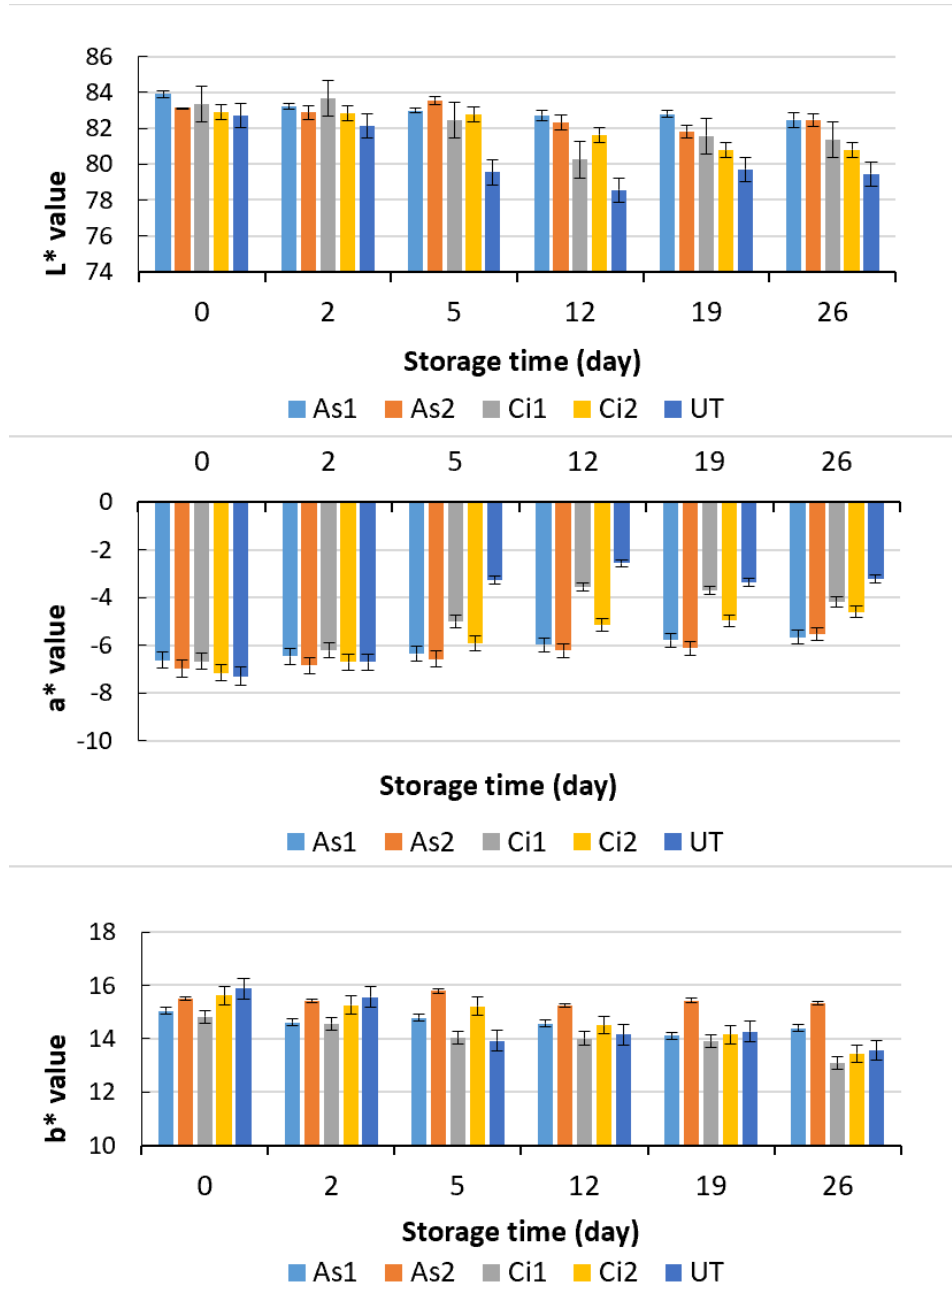 86
84
82
80
78
76
74
L* value
0 2 5 12 19 26
Storage time (day)
As1 As2 Ci1 Ci2 UT
0 2 5 12 19 26
0
-2
-4
-6
-8
-10
a* value
Storage time (day)
As1 As2 Ci1 Ci2 UT
18
16
14
12
10
b* value
0 2 5 12 19 26
Storage time (day)
As1 As2 Ci1 Ci2 UT